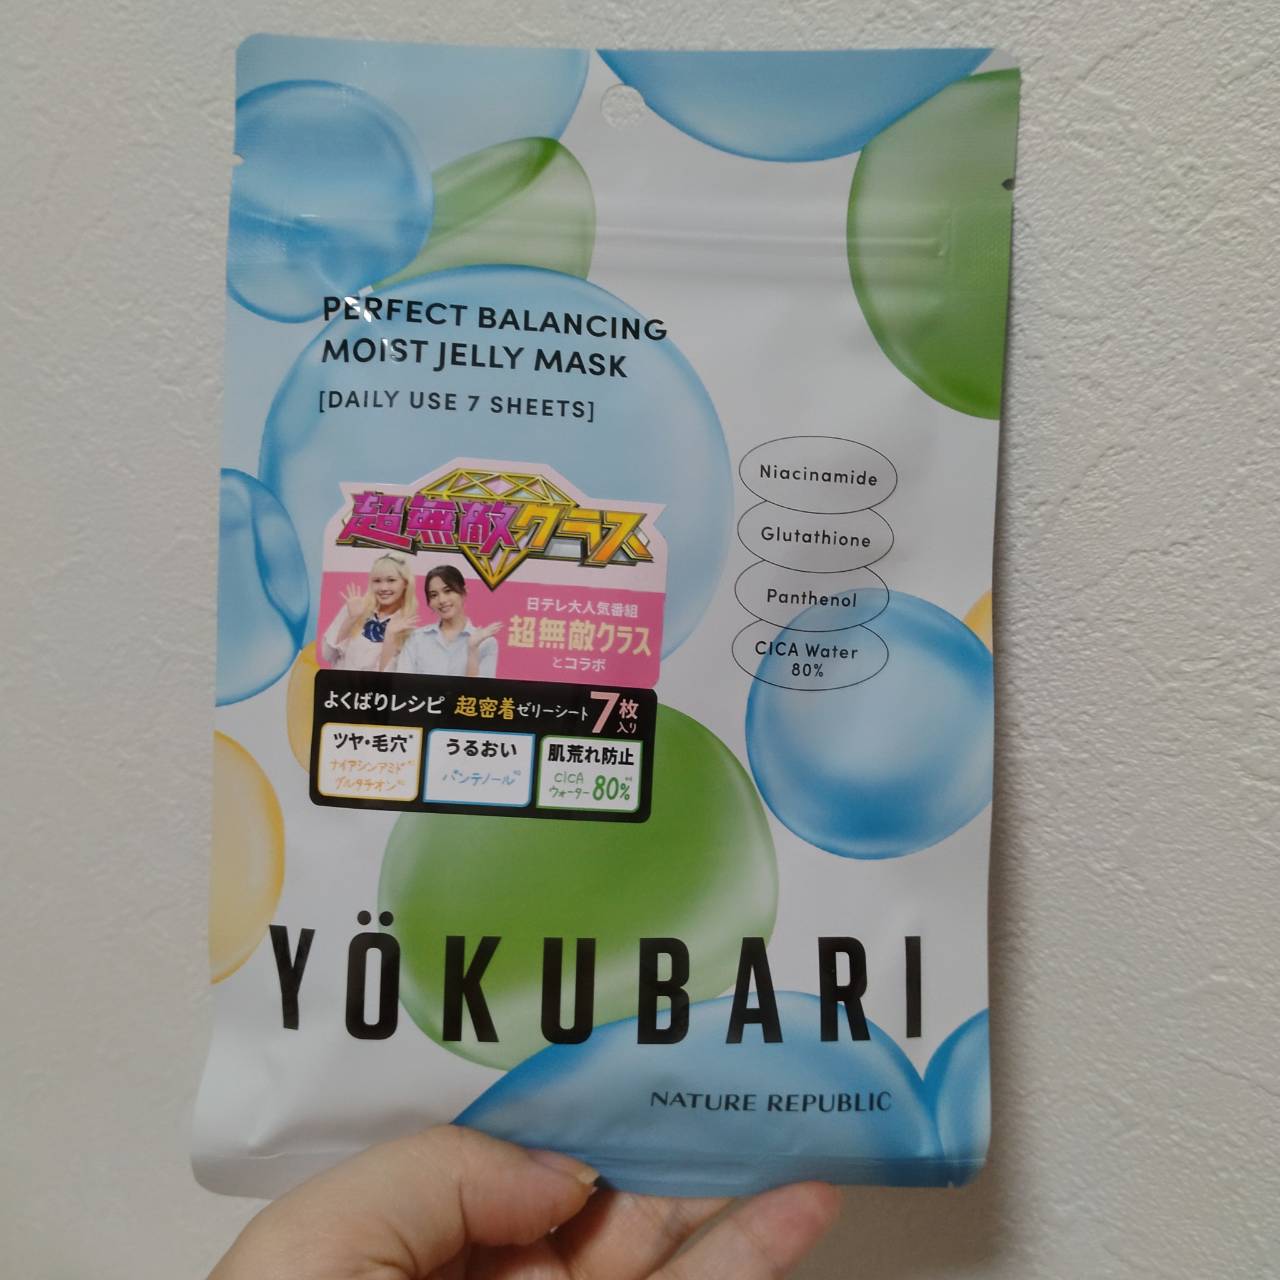 PERFECT BALANCING
MOIST JELLY MASK
[DAILY USE 7 SHEETS]
Niacinamide
Glutathione
Panthenol
CICA Water
80%
超無敵クラス
日テレ大人気番組
超無敵クラス
とコラボ
よくばりレシピ 超密着ゼリーシート 7枚入り
ツヤ・毛穴*
ナイアシンアミド
グルタチオン
うるおい
パンテノール
肌荒れ防止
CICA
ウォーター 80%
YÖKUBARI
NATURE REPUBLIC